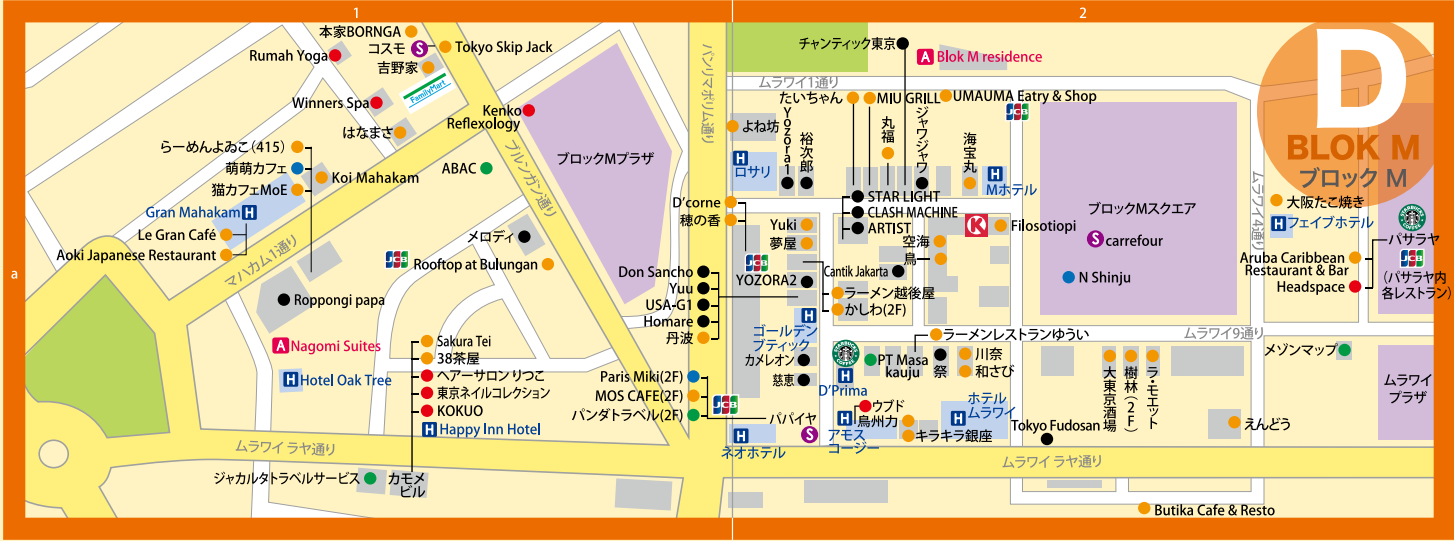 1
2
a
D
BLOK M
ブロック M
本家BORNGA
コスモ
S
Tokyo Skip Jack
吉野家
FamilyMart
Rumah Yoga
Winners Spa
はなまさ
Kenko
Reflexology
ブロックMプラザ
ABAC
ブルンガン通り
パンリマポリム通り
らーめんよゐこ(415)
萌萌カフェ
猫カフェMoE
Koi Mahakam
Gran Mahakam
H
Le Gran Café
Aoki Japanese Restaurant
マハカム1通り
JCB
メロディ
Rooftop at Bulungan
Roppongi papa
A
Nagomi Suites
H
Hotel Oak Tree
Sakura Tei
38茶屋
ヘアーサロン りつこ
東京ネイルコレクション
KOKUO
H
Happy Inn Hotel
ムラワイ ラヤ通り
ジャカルタトラベルサービス
カモメ
ビル
D'corne
穂の香
Don Sancho
Yuu
USA-G1
Homare
丹波
Paris Miki(2F)
MOS CAFE(2F)
パンダトラベル(2F)
JCB
パパイヤ
S
H
ネオホテル
チャンティック東京
A
Blok M residence
ムラワイ1通り
たいちゃん
MIU GRILL
UMAUMA Eatry & Shop
JCB
よね坊
Yozora1
裕次郎
丸福
ジャワジャワ
海宝丸
H
ロサリ
H
Mホテル
STAR LIGHT
CLASH MACHINE
ARTIST
K
Filosotiopi
Yuki
夢屋
空海
鳥
JCB
YOZORA2
Cantik Jakarta
ラーメン越後屋
かしわ(2F)
H
ゴールデン
ブティック
カメレオン
慈恵
ラーメンレストランゆうい
STARBUCKS COFFEE
PT Masa
kauju
祭
川奈
和さび
H
D'Prima
ウブド
H
アモス
コージー
鳥州力
キラキラ銀座
H
ホテル
ムラワイ
ブロックMスクエア
S
carrefour
N Shinju
ムラワイ4通り
大阪たこ焼き
H
フェイブホテル
STARBUCKS COFFEE
パサラヤ
JCB
(パサラヤ内
各レストラン)
Aruba Caribbean
Restaurant & Bar
Headspace
ムラワイ9通り
メゾンマップ
ムラワイ
プラザ
大東京酒場
樹林(2F)
ラ・モエット
えんどう
Tokyo Fudosan
ムラワイ ラヤ通り
Butika Cafe & Resto